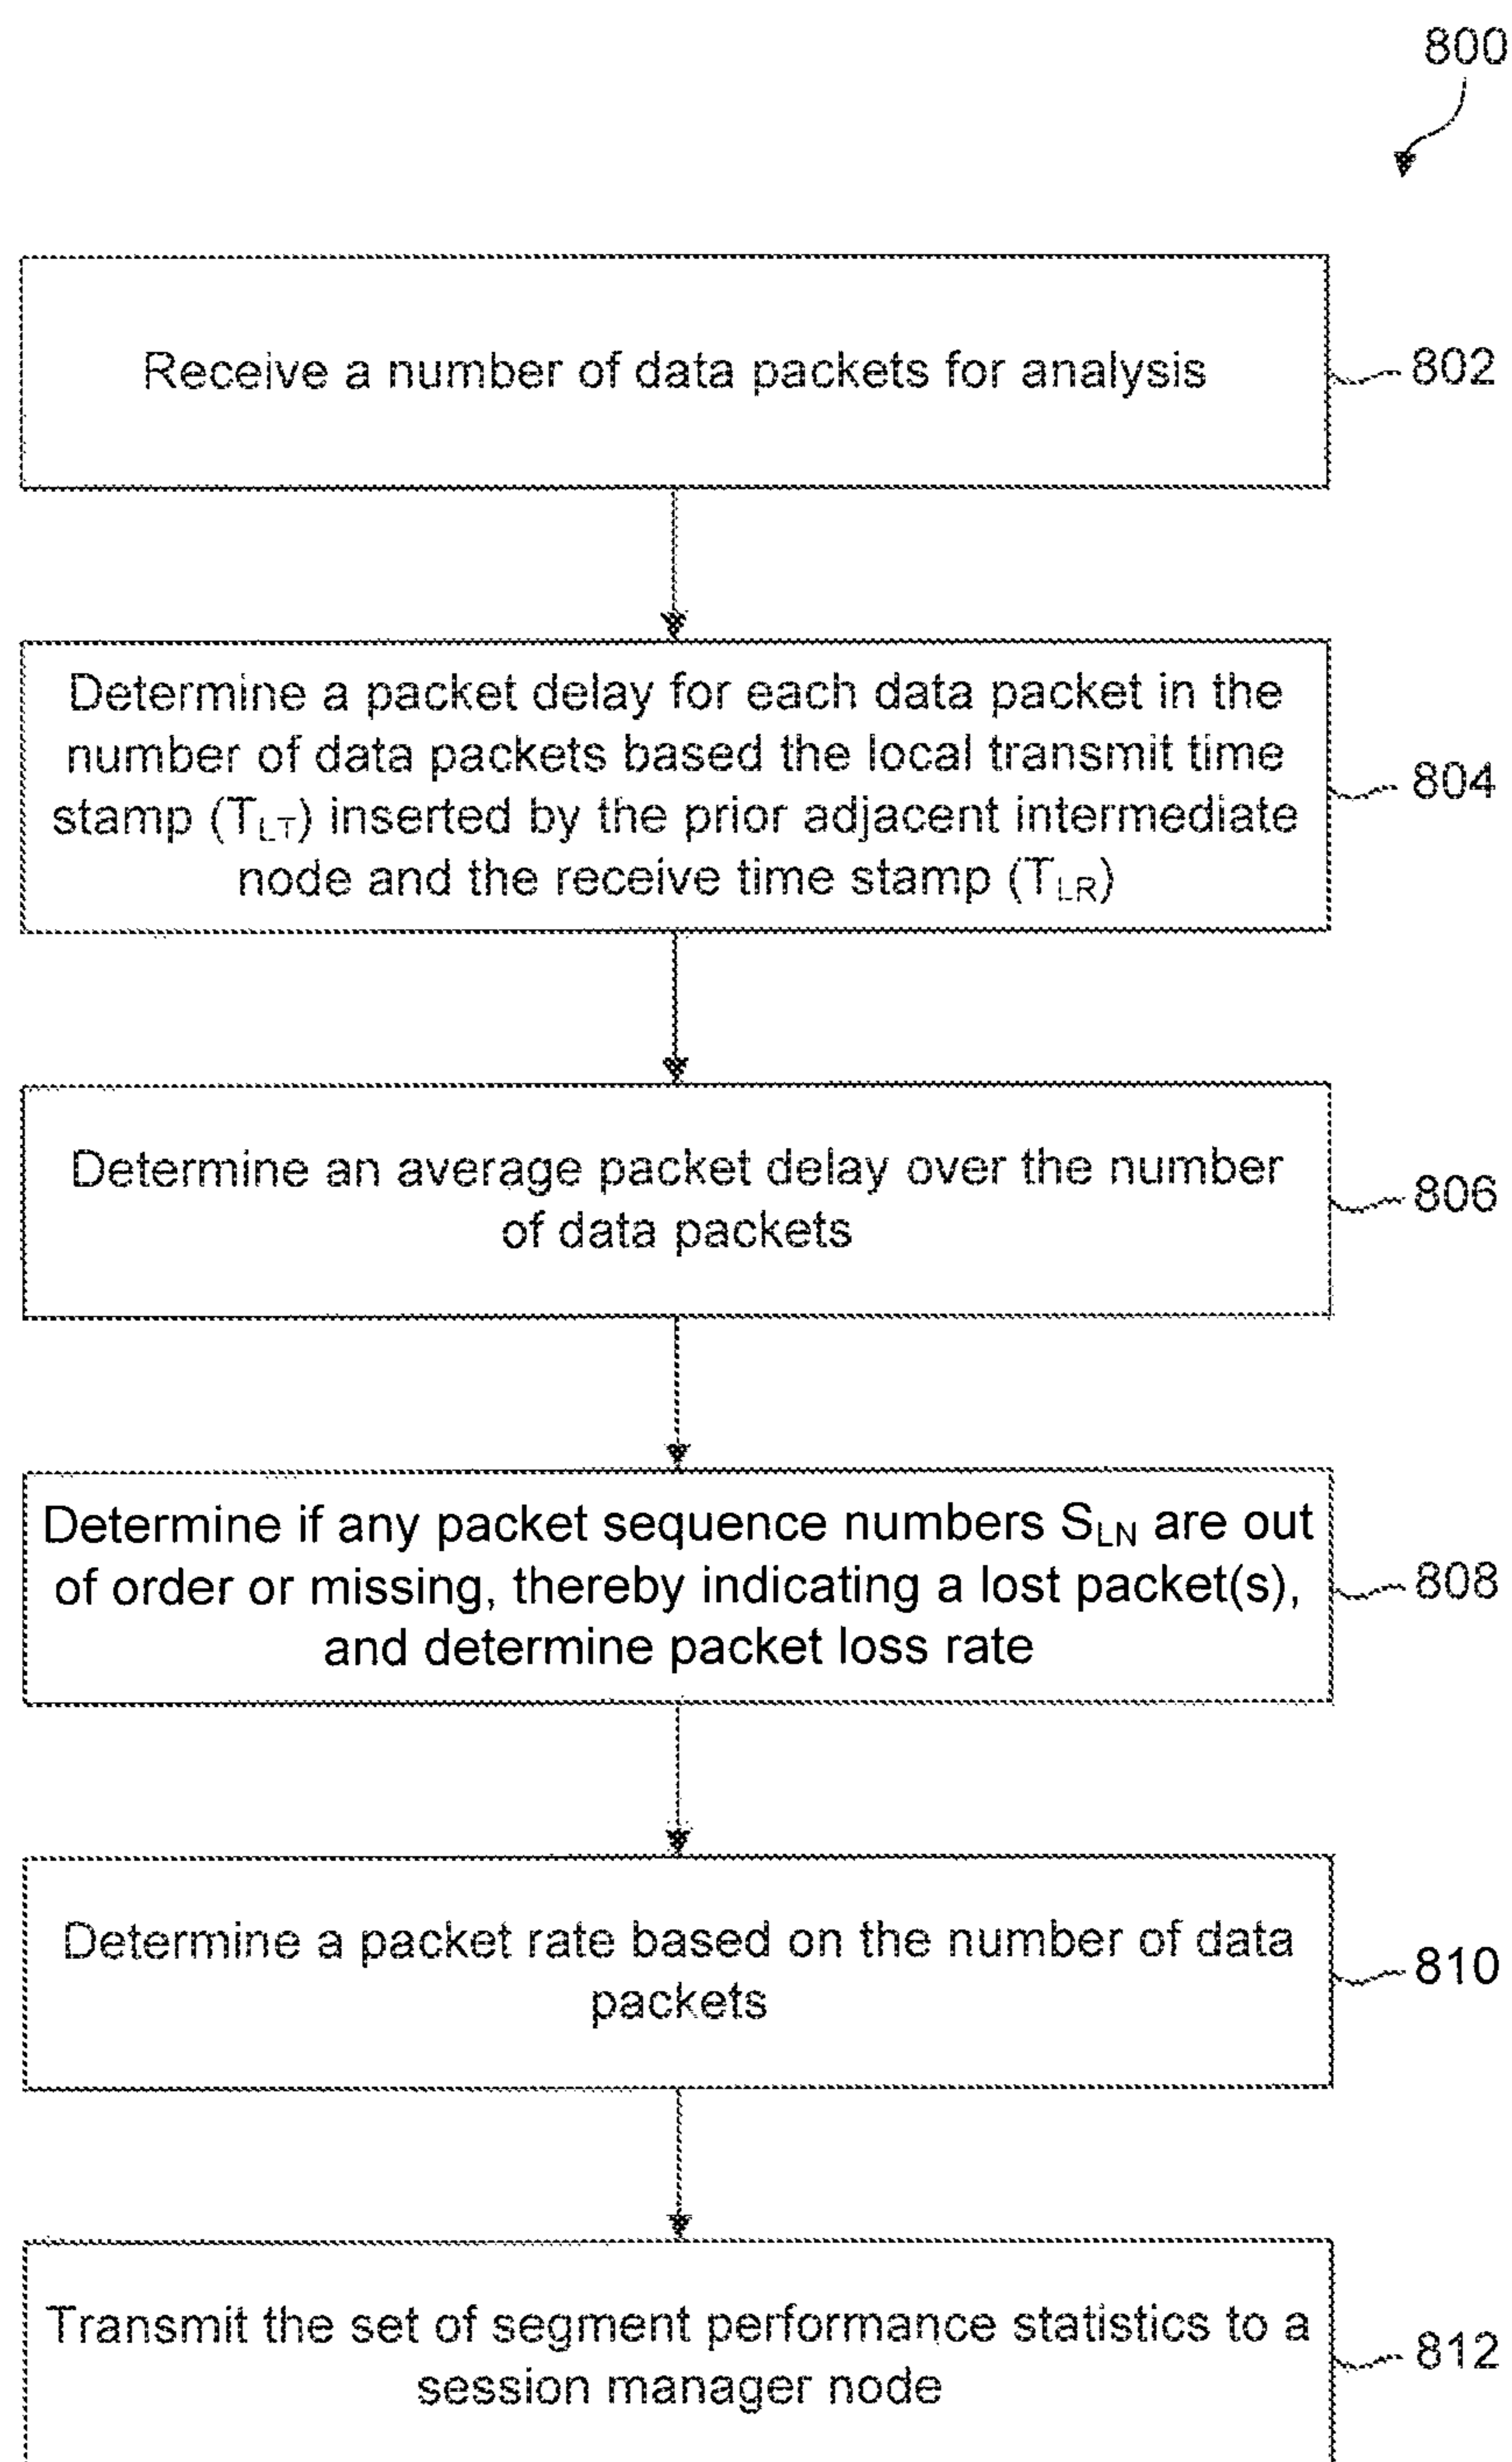 800
Receive a number of data packets for analysis
802
Determine a packet delay for each data packet in the
number of data packets based the local transmit time
stamp (TLT) inserted by the prior adjacent intermediate
node and the receive time stamp (TLR)
804
Determine an average packet delay over the number
of data packets
806
Determine if any packet sequence numbers SLN are out
of order or missing, thereby indicating a lost packet(s),
and determine packet loss rate
808
Determine a packet rate based on the number of data
packets
810
Transmit the set of segment performance statistics to a
session manager node
812